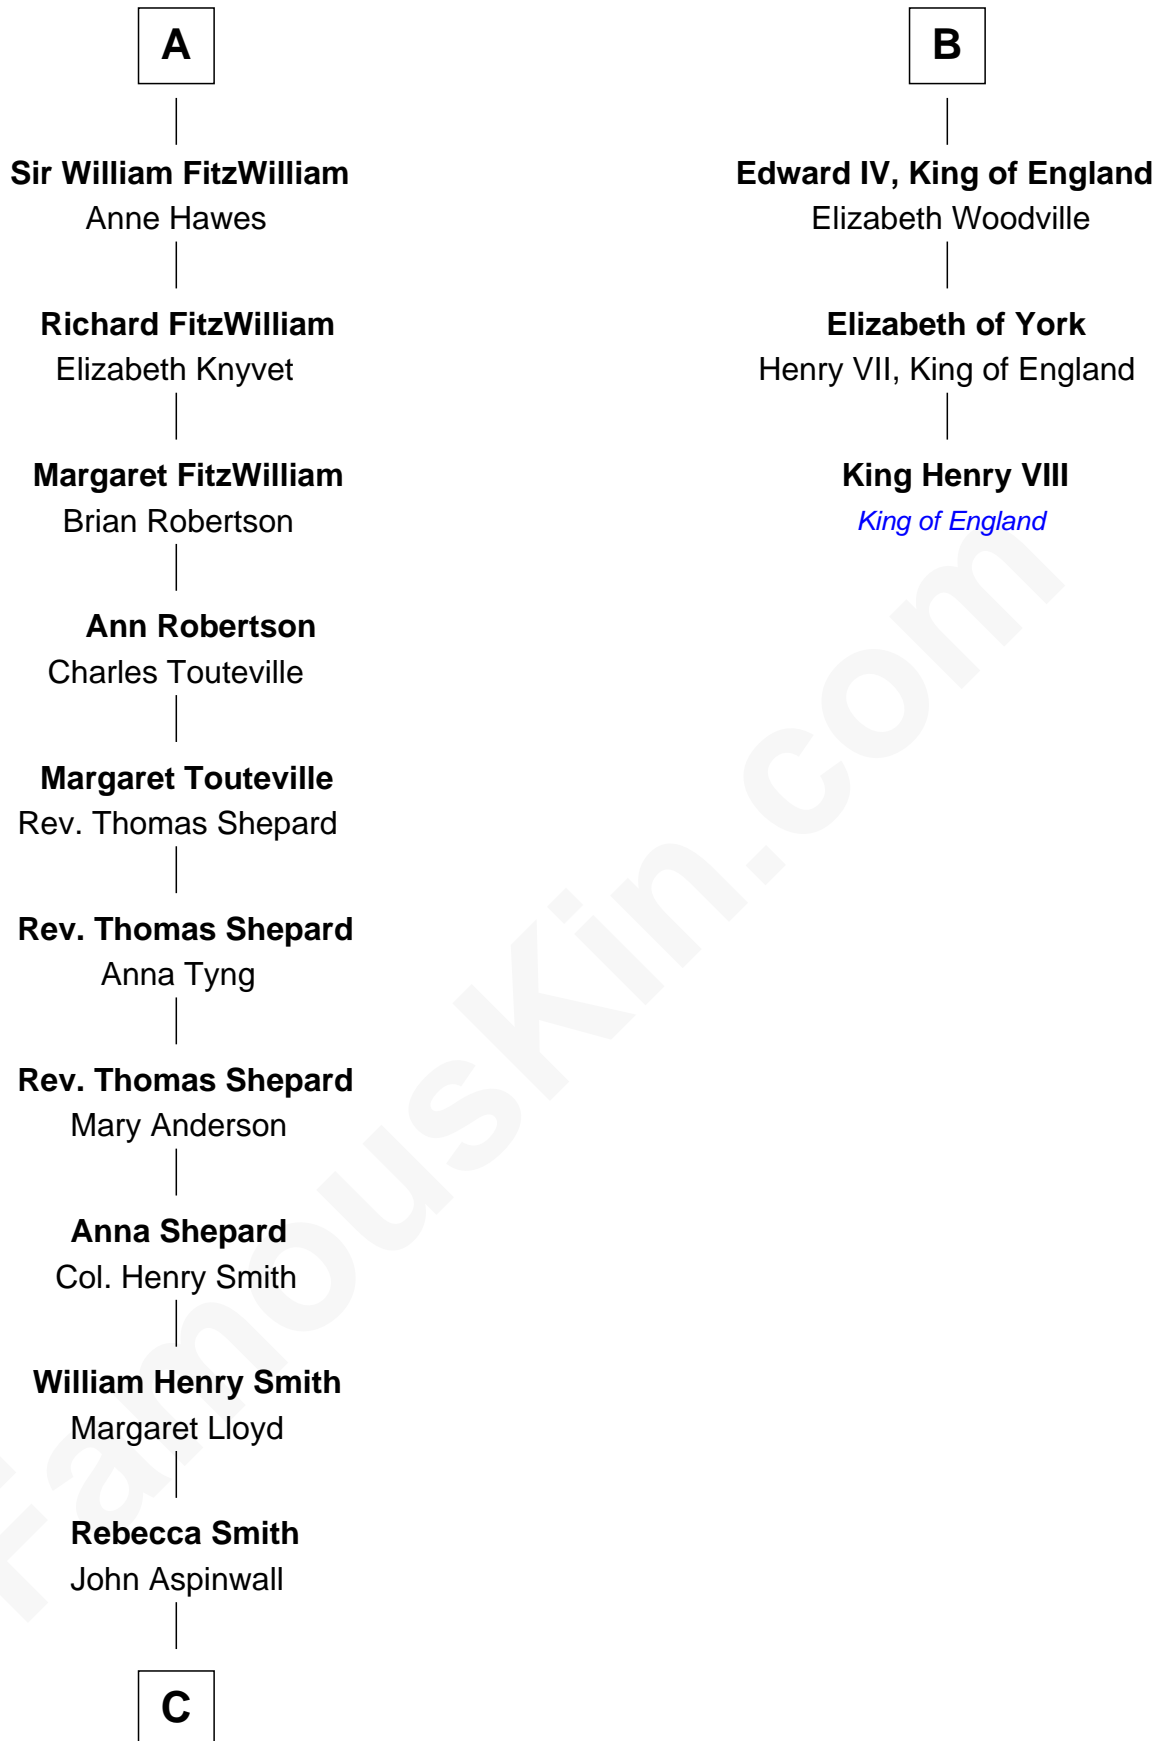 A
Sir William FitzWilliam
Anne Hawes
Richard FitzWilliam
Elizabeth Knyvet
Margaret FitzWilliam
Brian Robertson
Ann Robertson
Charles Touteville
Margaret Touteville
Rev. Thomas Shepard
Rev. Thomas Shepard
Anna Tyng
Rev. Thomas Shepard
Mary Anderson
Anna Shepard
Col. Henry Smith
William Henry Smith
Margaret Lloyd
Rebecca Smith
John Aspinwall
C
B
Edward IV, King of England
Elizabeth Woodville
Elizabeth of York
Henry VII, King of England
King Henry VIII
King of England
FamousKin.com